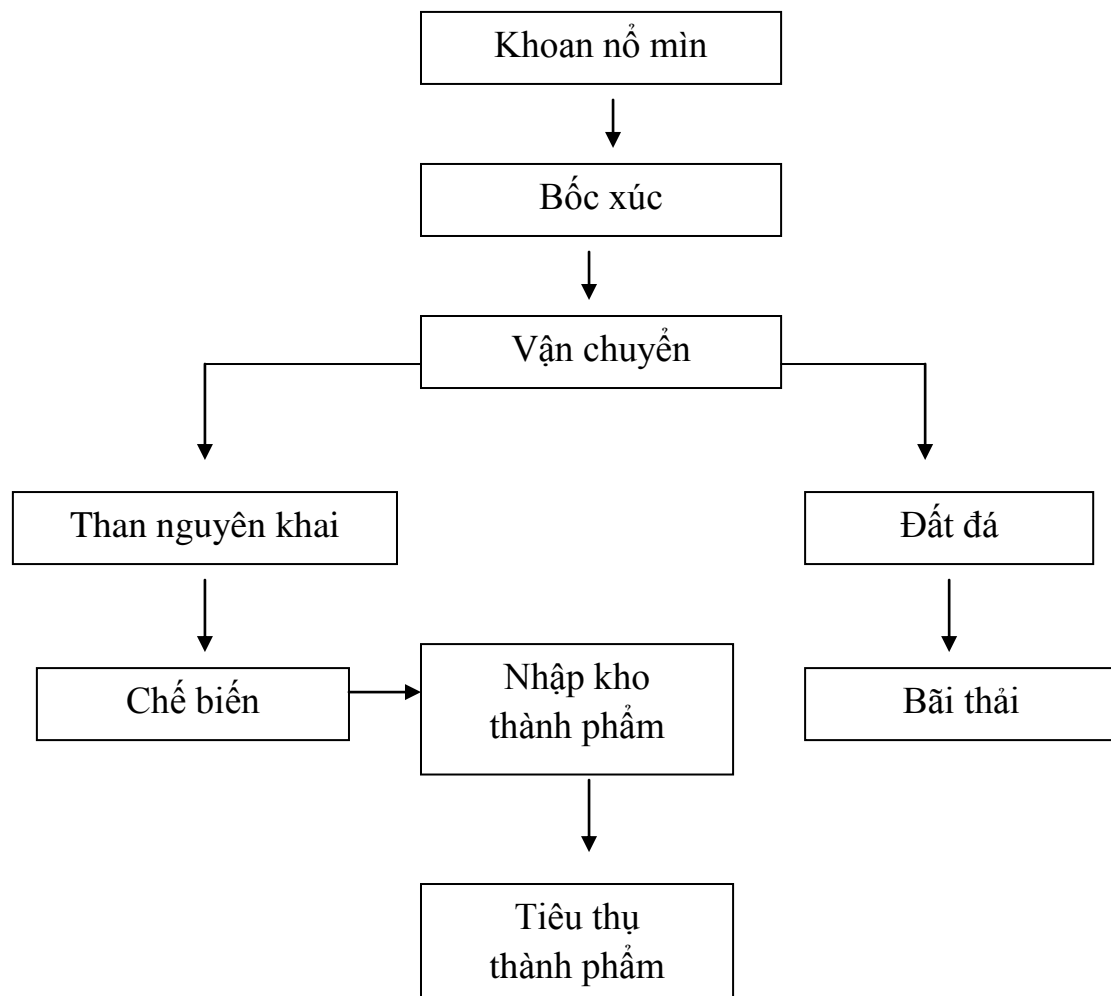 Khoan nổ mìn
Bốc xúc
Vận chuyển
Than nguyên khai
Đất đá
Chế biến
Nhập kho
thành phẩm
Bãi thải
Tiêu thụ
thành phẩm